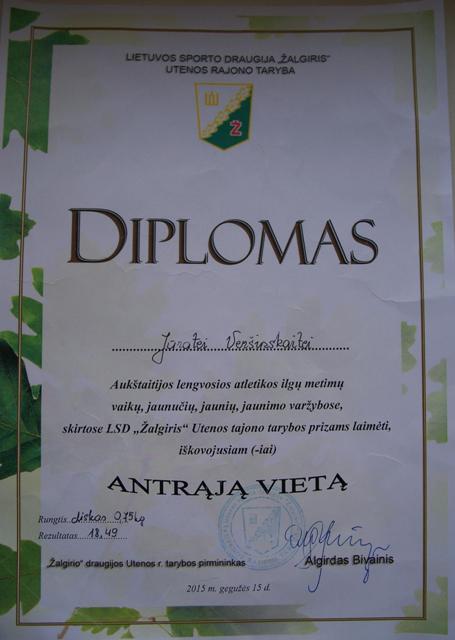 LIETUVOS SPORTO DRAUGIJA „ŽALGIRIS"
UTENOS RAJONO TARYBA
Ž
DIPLOMAS
Jūratei Veršinskaitei
Aukštaitijos lengvosios atletikos ilgų metimų
vaikų, jaunučių, jaunių, jaunimo varžybose,
skirtose LSD „Žalgiris" Utenos tajono tarybos prizams laimėti,
iškovojusiam (-iai)
ANTRĄJĄ VIETĄ
Rungtis diskas 0,75kg
Rezultatas 18,49
„Žalgirio" draugijos Utenos r. tarybos pirmininkas
Algirdas Bivainis
2015 m. gegužės 15 d.